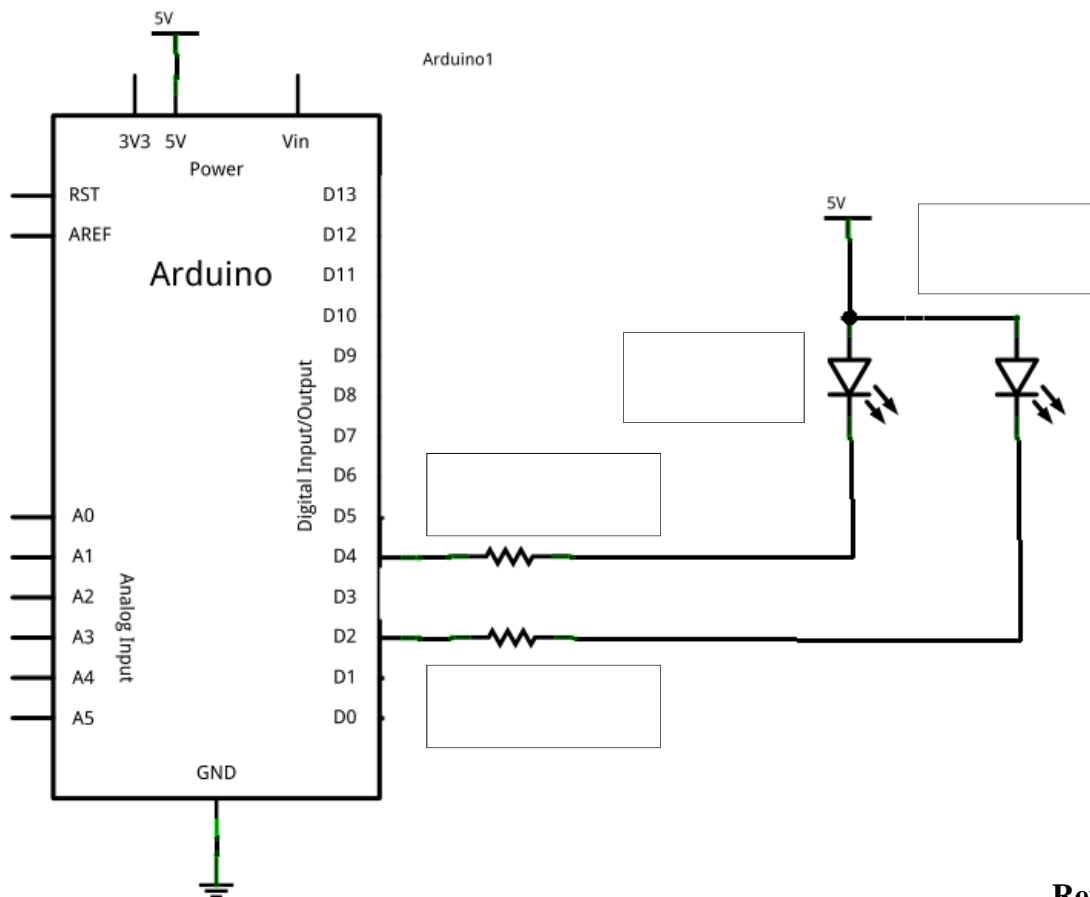 5V
Arduino1
3V3 5V Vin
Power
RST D13
AREF D12
Arduino D11
D10
D9
D8
D7
D6
Digital Input/Output
A0 D5
A1 D4
A2 D3
A3 D2
A4 D1
A5 D0
Analog Input
GND
5V